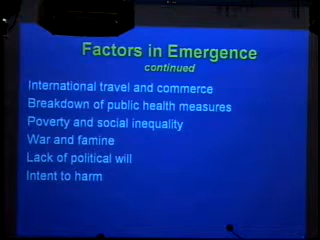 Factors in Emergence
continued
International travel and commerce
Breakdown of public health measures
Poverty and social inequality
War and famine
Lack of political will
Intent to harm